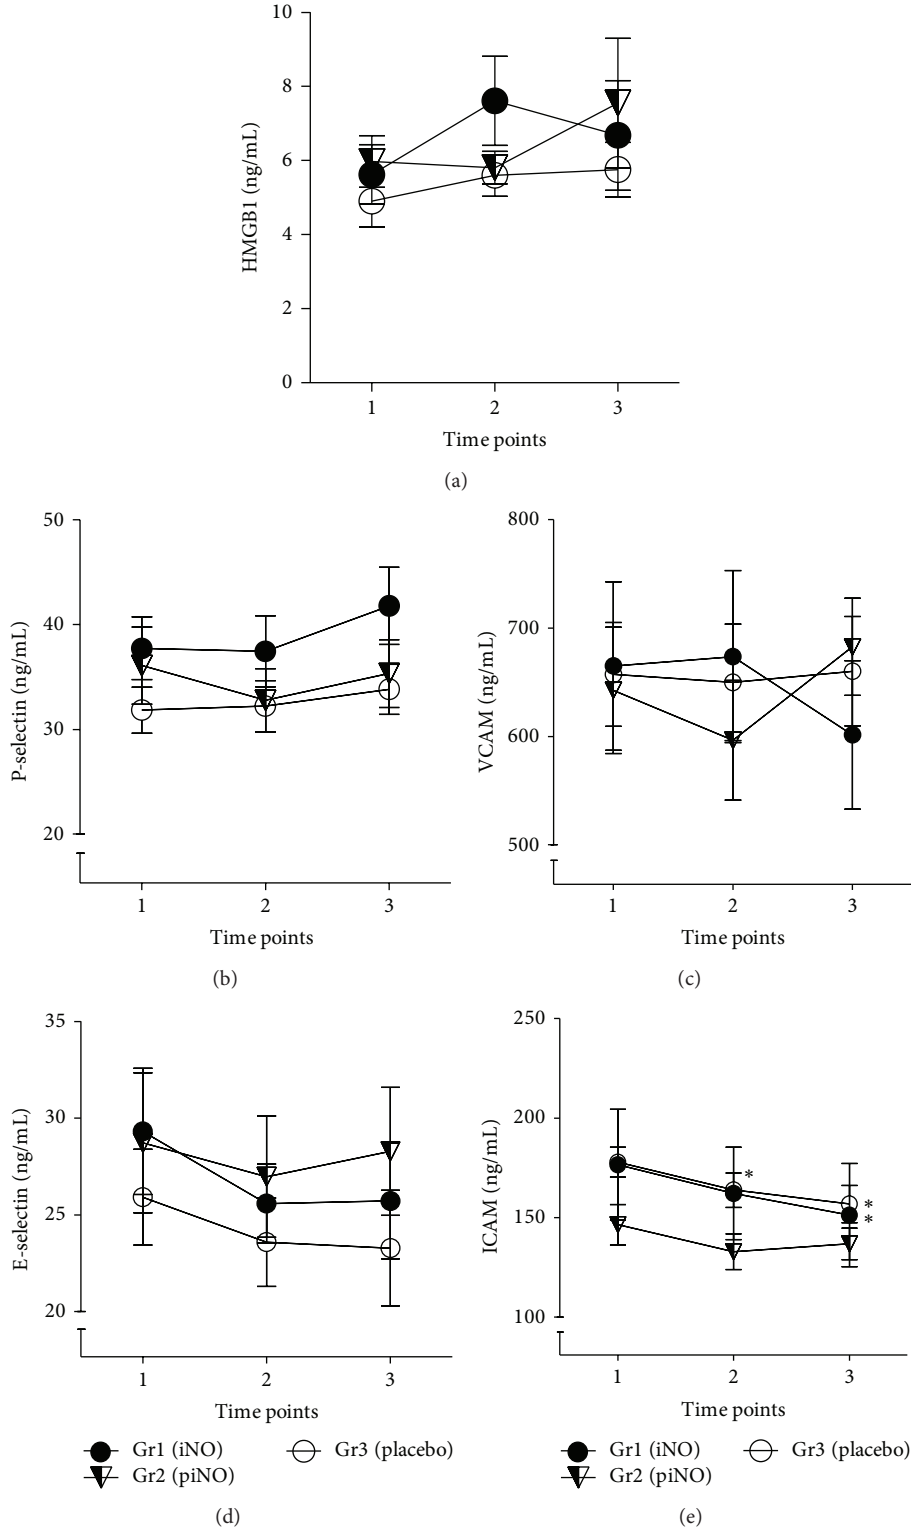 10
8
6
4
2
0
HMGB1 (ng/mL)
1 2 3
Time points
(a)
50
40
30
20
P-selectin (ng/mL)
1 2 3
Time points
(b)
800
700
600
500
VCAM (ng/mL)
1 2 3
Time points
(c)
35
30
25
20
E-selectin (ng/mL)
1 2 3
Time points
Gr1 (iNO) Gr3 (placebo)
Gr2 (piNO)
(d)
250
200
150
100
ICAM (ng/mL)
*
*
*
1 2 3
Time points
Gr1 (iNO) Gr3 (placebo)
Gr2 (piNO)
(e)